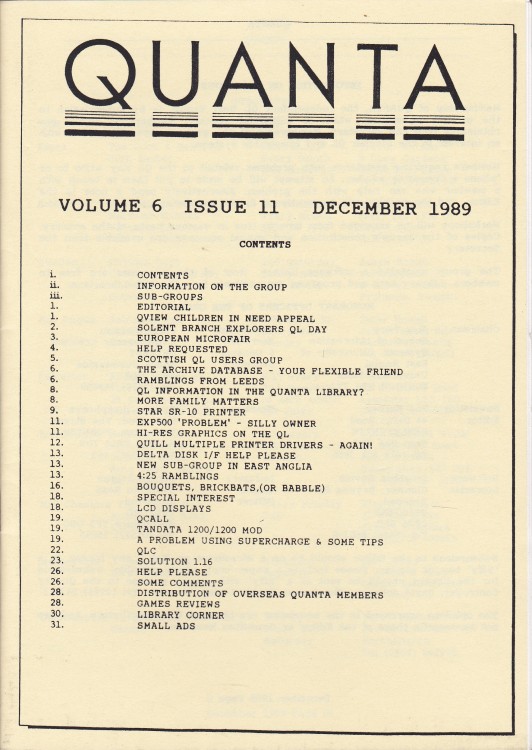 QUANTA
VOLUME 6 ISSUE 11 DECEMBER 1989
CONTENTS
i. CONTENTS
ii. INFORMATION ON THE GROUP
iii. SUB-GROUPS
1. EDITORIAL
1. QVIEW CHILDREN IN NEED APPEAL
2. SOLENT BRANCH EXPLORERS QL DAY
3. EUROPEAN MICROFAIR
4. HELP REQUESTED
5. SCOTTISH QL USERS GROUP
6. THE ARCHIVE DATABASE - YOUR FLEXIBLE FRIEND
6. RAMBLINGS FROM LEEDS
8. QL INFORMATION IN THE QUANTA LIBRARY?
8. MORE FAMILY MATTERS
9. STAR SR-10 PRINTER
11. EXP500 'PROBLEM' - SILLY OWNER
11. HI-RES GRAPHICS ON THE QL
12. QUILL MULTIPLE PRINTER DRIVERS - AGAIN!
13. DELTA DISK I/F HELP PLEASE
13. NEW SUB-GROUP IN EAST ANGLIA
13. 4:25 RAMBLINGS
16. BOUQUETS, BRICKBATS,(OR BABBLE)
18. SPECIAL INTEREST
18. LCD DISPLAYS
19. QCALL
19. TANDATA 1200/1200 MOD
19. A PROBLEM USING SUPERCHARGE & SOME TIPS
22. QLC
23. SOLUTION 1.16
26. HELP PLEASE
26. SOME COMMENTS
28. DISTRIBUTION OF OVERSEAS QUANTA MEMBERS
28. GAMES REVIEWS
30. LIBRARY CORNER
31. SMALL ADS